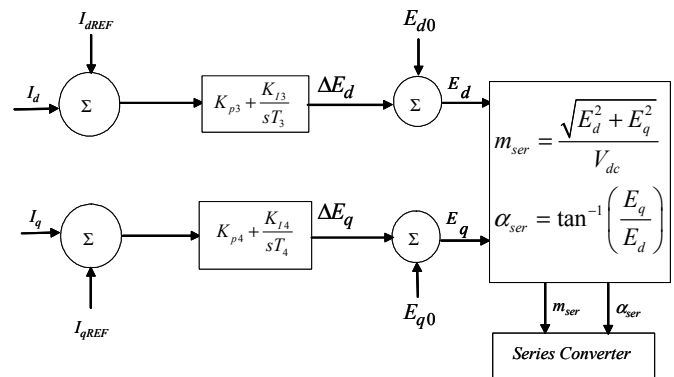 I_dREF
I_d
Σ
K_p3 + K_I3/(sT_3)
ΔE_d
E_d0
Σ
E_d
m_ser = √(E_d^2 + E_q^2) / V_dc
α_ser = tan^-1(E_q/E_d)
I_q
Σ
I_qREF
K_p4 + K_I4/(sT_4)
ΔE_q
Σ
E_q0
E_q
m_ser
α_ser
Series Converter